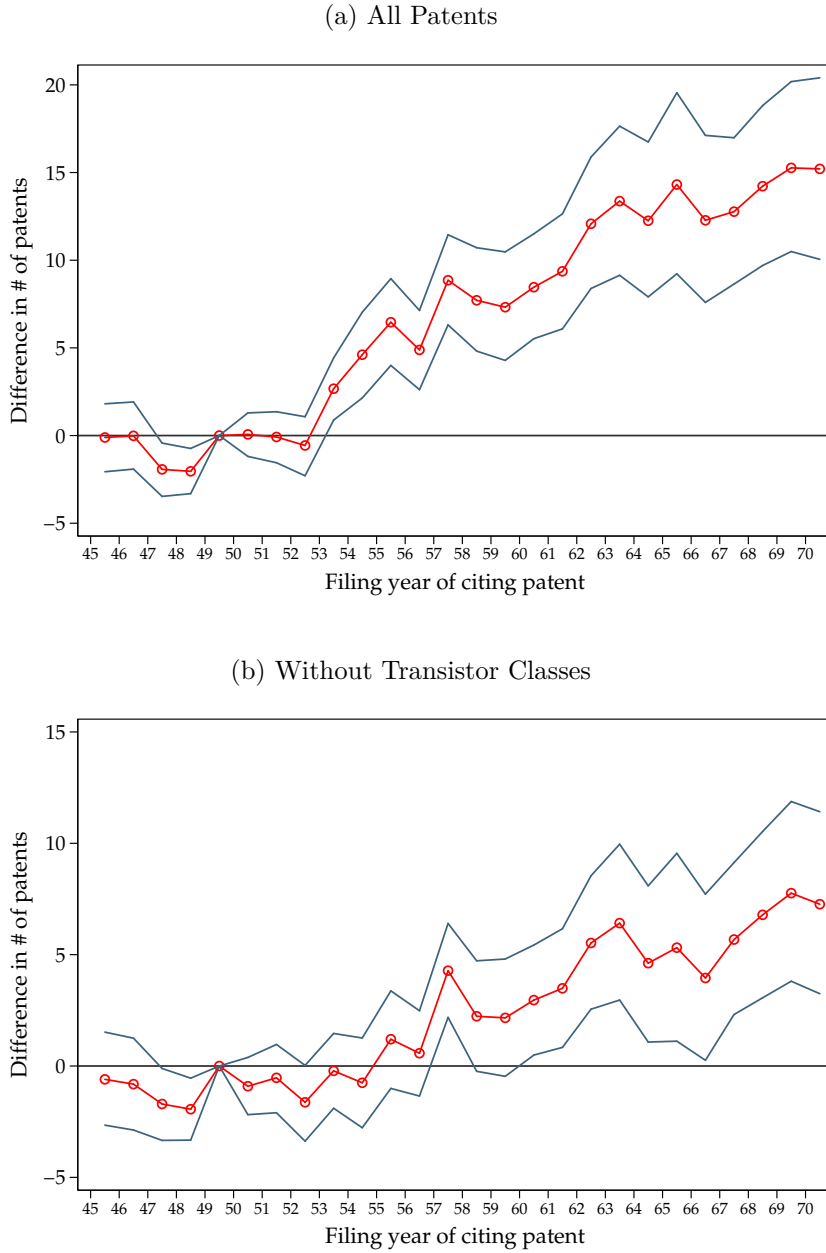 (a) All Patents
20
15
10
5
0
−5
Difference in # of patents
45 46 47 48 49 50 51 52 53 54 55 56 57 58 59 60 61 62 63 64 65 66 67 68 69 70
Filing year of citing patent
(b) Without Transistor Classes
15
10
5
0
−5
Difference in # of patents
45 46 47 48 49 50 51 52 53 54 55 56 57 58 59 60 61 62 63 64 65 66 67 68 69 70
Filing year of citing patent